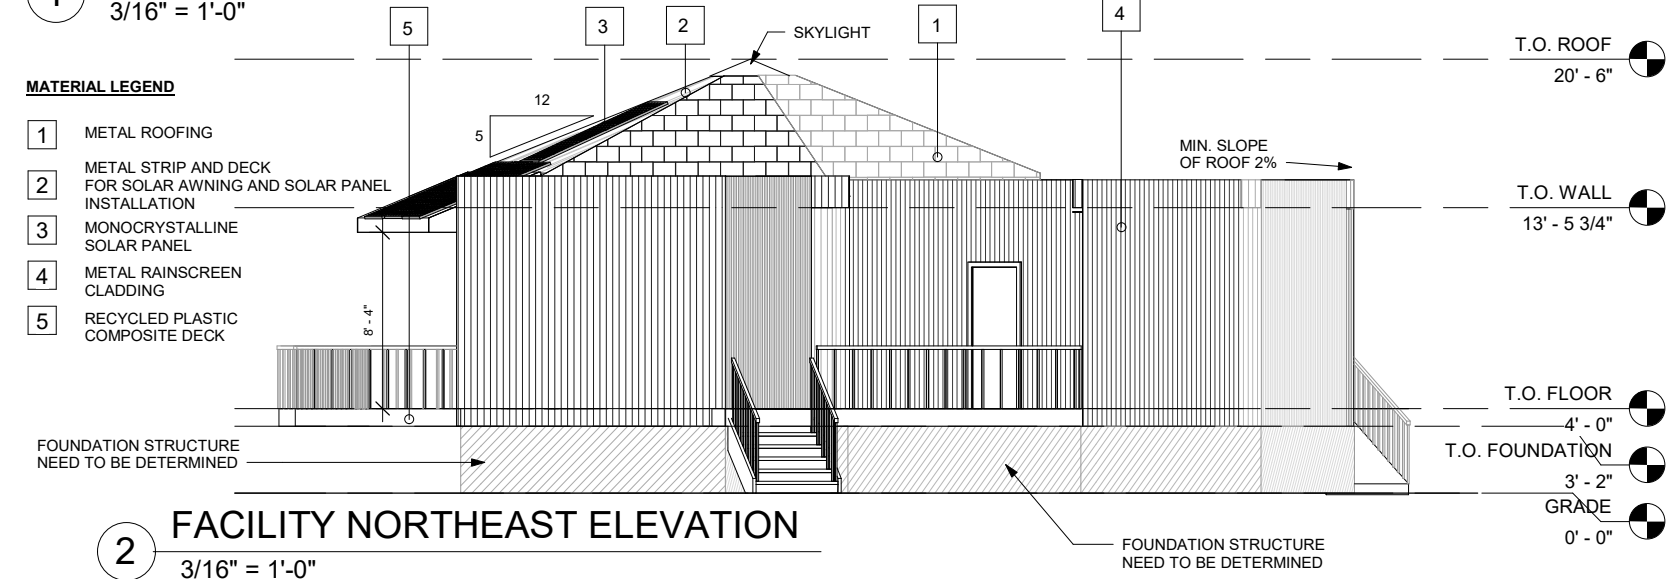 3/16" = 1'-0"
5
3
2
SKYLIGHT
1
4
T.O. ROOF
20' - 6"
MATERIAL LEGEND
1 METAL ROOFING
2 METAL STRIP AND DECK
FOR SOLAR AWNING AND SOLAR PANEL
INSTALLATION
3 MONOCRYSTALLINE
SOLAR PANEL
4 METAL RAINSCREEN
CLADDING
5 RECYCLED PLASTIC
COMPOSITE DECK
12
5
MIN. SLOPE
OF ROOF 2%
T.O. WALL
13' - 5 3/4"
8' - 4"
T.O. FLOOR
4' - 0"
T.O. FOUNDATION
3' - 2"
GRADE
0' - 0"
FOUNDATION STRUCTURE
NEED TO BE DETERMINED
2 FACILITY NORTHEAST ELEVATION
3/16" = 1'-0"
FOUNDATION STRUCTURE
NEED TO BE DETERMINED